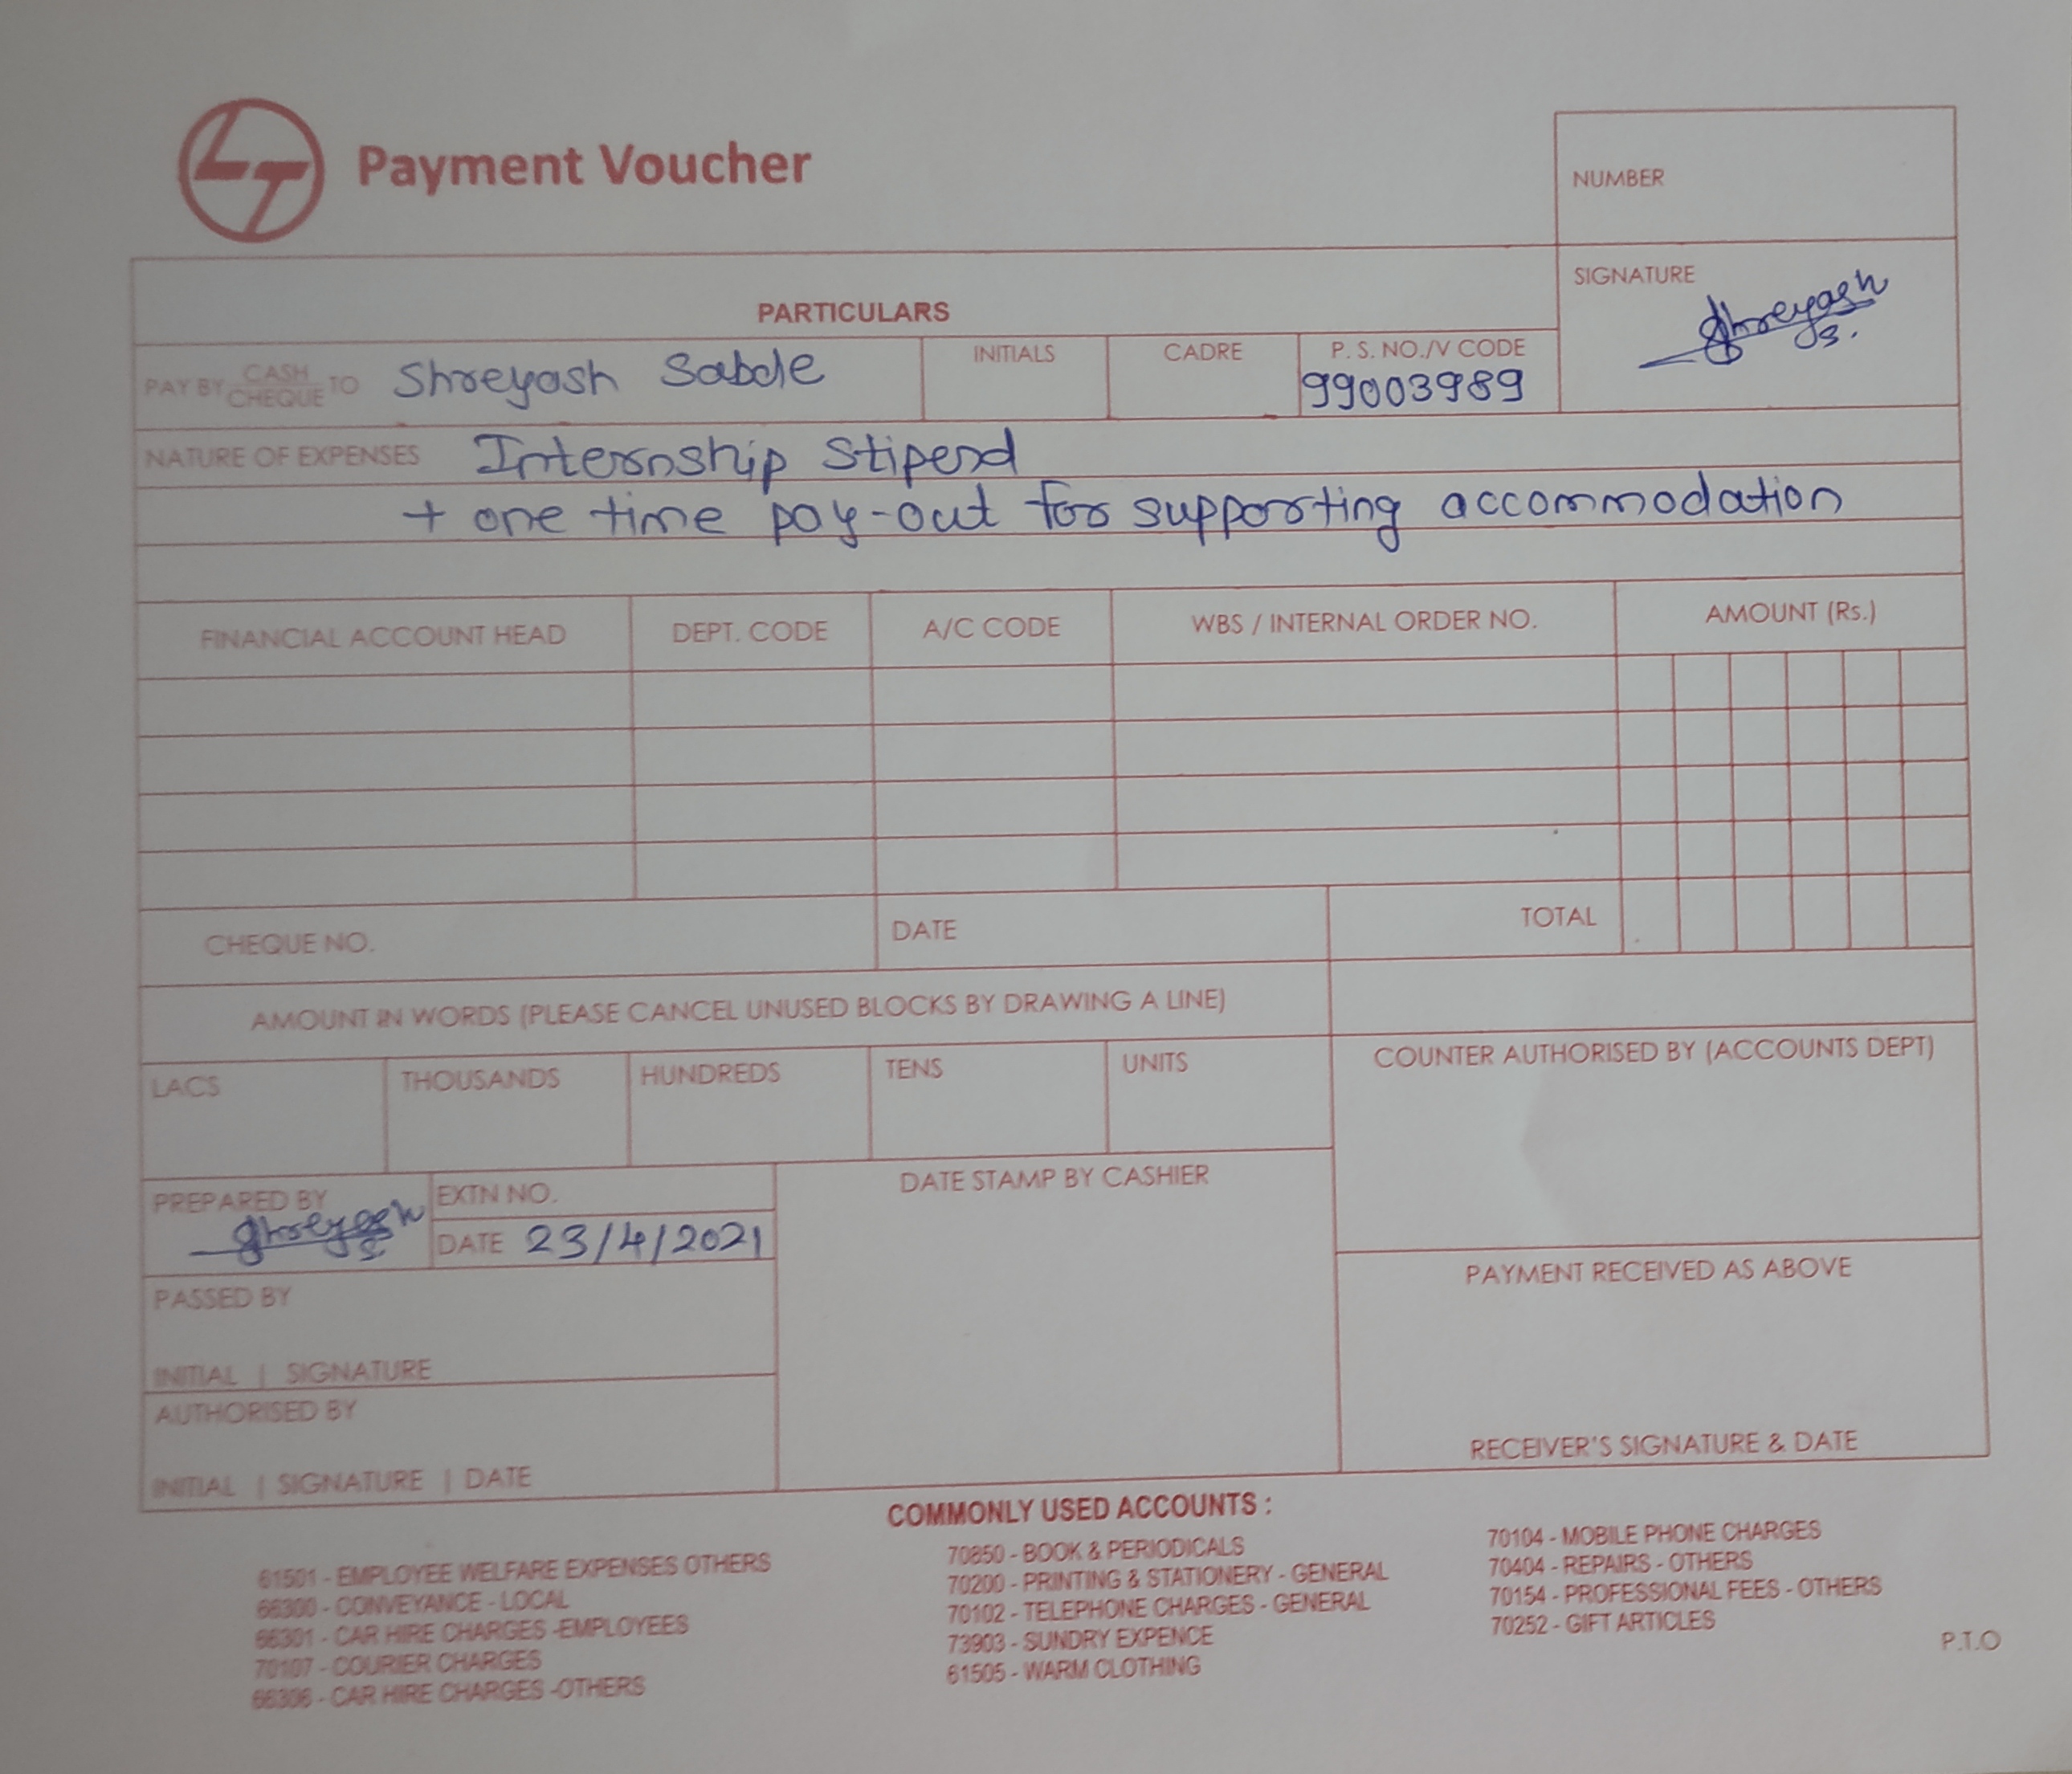 LT Payment Voucher
NUMBER
SIGNATURE
Shreyash
S.
PARTICULARS
PAY BY CASH/CHEQUE TO Shreyash Sabde
INITIALS
CADRE
P. S. NO./V CODE
99003989
NATURE OF EXPENSES Internship Stipend
+ one time pay-out for supporting accommodation
FINANCIAL ACCOUNT HEAD DEPT. CODE A/C CODE WBS / INTERNAL ORDER NO. AMOUNT (Rs.)
CHEQUE NO. DATE TOTAL
AMOUNT IN WORDS (PLEASE CANCEL UNUSED BLOCKS BY DRAWING A LINE)
LACS THOUSANDS HUNDREDS TENS UNITS
COUNTER AUTHORISED BY (ACCOUNTS DEPT)
PREPARED BY
Shreyash
S
EXTN NO.
DATE 23/4/2021
DATE STAMP BY CASHIER
PASSED BY
INITIAL | SIGNATURE
AUTHORISED BY
INITIAL | SIGNATURE | DATE
PAYMENT RECEIVED AS ABOVE
RECEIVER'S SIGNATURE & DATE
COMMONLY USED ACCOUNTS :
61501 - EMPLOYEE WELFARE EXPENSES OTHERS
66300 - CONVEYANCE - LOCAL
66301 - CAR HIRE CHARGES -EMPLOYEES
70107 - COURIER CHARGES
66306 - CAR HIRE CHARGES -OTHERS
70850 - BOOK & PERIODICALS
70200 - PRINTING & STATIONERY - GENERAL
70102 - TELEPHONE CHARGES - GENERAL
73903 - SUNDRY EXPENCE
61505 - WARM CLOTHING
70104 - MOBILE PHONE CHARGES
70404 - REPAIRS - OTHERS
70154 - PROFESSIONAL FEES - OTHERS
70252 - GIFT ARTICLES
P.T.O